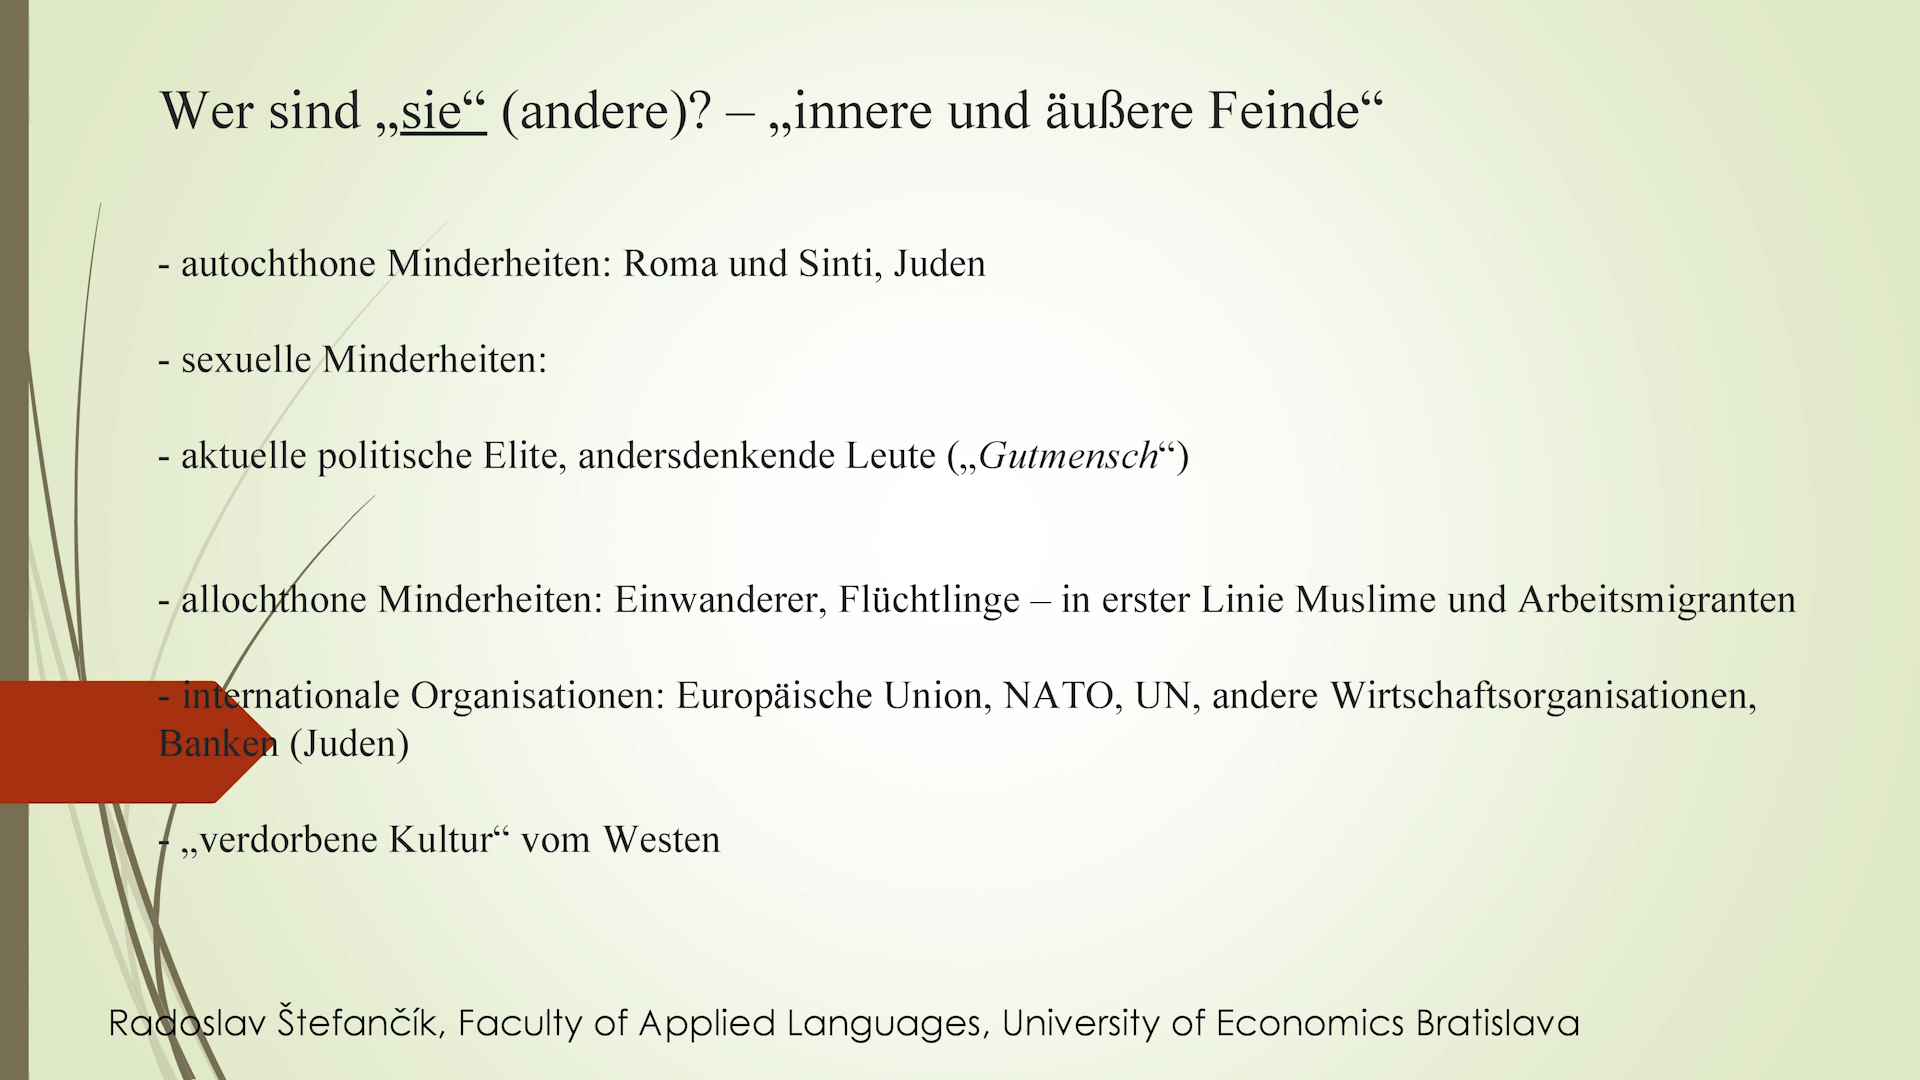 Wer sind „sie“ (andere)? – „innere und äußere Feinde“
- autochthone Minderheiten: Roma und Sinti, Juden
- sexuelle Minderheiten:
- aktuelle politische Elite, andersdenkende Leute („Gutmensch“)
- allochthone Minderheiten: Einwanderer, Flüchtlinge – in erster Linie Muslime und Arbeitsmigranten
- internationale Organisationen: Europäische Union, NATO, UN, andere Wirtschaftsorganisationen,
Banken (Juden)
- „verdorbene Kultur“ vom Westen
Radoslav Štefančík, Faculty of Applied Languages, University of Economics Bratislava